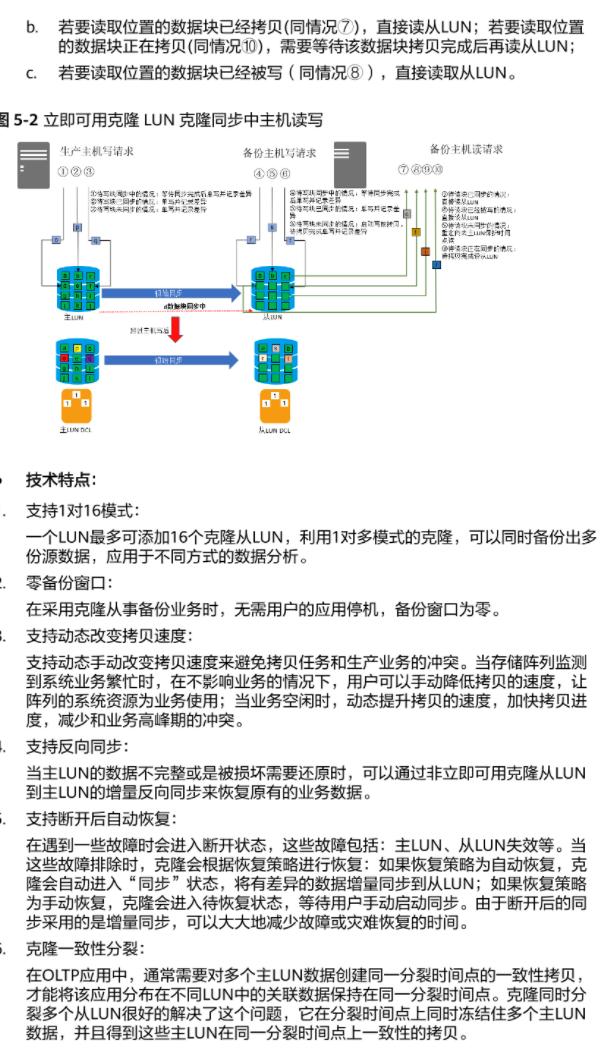 b. 若要读取位置的数据块已经拷贝(同情况⑦)，直接读从LUN；若要读取位置
的数据块正在拷贝(同情况⑩)，需要等待该数据块拷贝完成后再读从LUN；
c. 若要读取位置的数据块已经被写（同情况⑧），直接读取从LUN。
图 5-2 立即可用克隆 LUN 克隆同步中主机读写
生产主机写请求
①②③
备份主机写请求
④⑤⑥
备份主机读请求
⑦⑧⑨⑩
初始同步
d数据块同步中
主LUN
从LUN
初始同步
主LUN DCL
从LUN DCL
技术特点：
支持1对16模式：
一个LUN最多可添加16个克隆从LUN，利用1对多模式的克隆，可以同时备份出多
份源数据，应用于不同方式的数据分析。
零备份窗口：
在采用克隆从事备份业务时，无需用户的应用停机，备份窗口为零。
支持动态改变拷贝速度：
支持动态手动改变拷贝速度来避免拷贝任务和生产业务的冲突。当存储阵列监测
到系统业务繁忙时，在不影响业务的情况下，用户可以手动降低拷贝的速度，让
阵列的系统资源为业务使用；当业务空闲时，动态提升拷贝的速度，加快拷贝进
度，减少和业务高峰期的冲突。
支持反向同步：
当主LUN的数据不完整或是被损坏需要还原时，可以通过非立即可用克隆从LUN
到主LUN的增量反向同步来恢复原有的业务数据。
支持断开后自动恢复：
在遇到一些故障时会进入断开状态，这些故障包括：主LUN、从LUN失效等。当
这些故障排除时，克隆会根据恢复策略进行恢复：如果恢复策略为自动恢复，克
隆会自动进入“同步”状态，将有差异的数据增量同步到从LUN；如果恢复策略
为手动恢复，克隆会进入待恢复状态，等待用户手动启动同步。由于断开后的同
步采用的是增量同步，可以大大地减少故障或灾难恢复的时间。
克隆一致性分裂：
在OLTP应用中，通常需要对多个主LUN数据创建同一分裂时间点的一致性拷贝，
才能将该应用分布在不同LUN中的关联数据保持在同一分裂时间点。克隆同时分
裂多个从LUN很好的解决了这个问题，它在分裂时间点上同时冻结住多个主LUN
数据，并且得到这些主LUN在同一分裂时间点上一致性的拷贝。